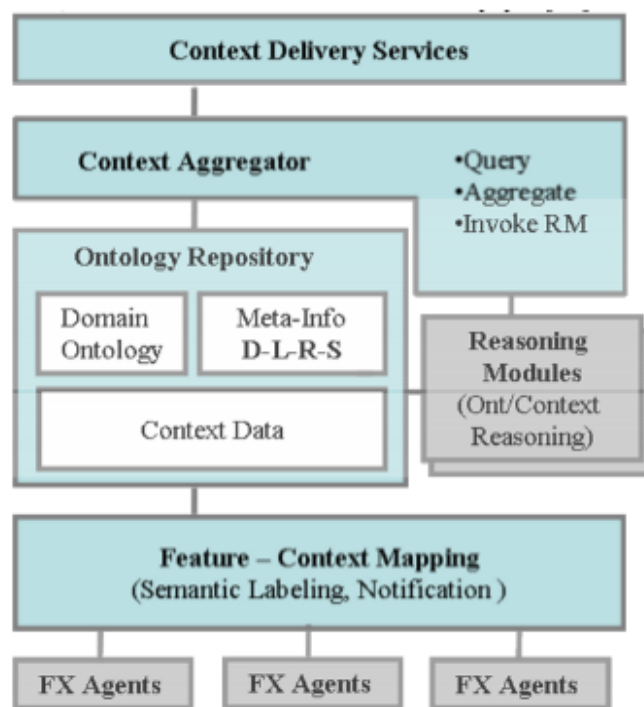 Context Delivery Services
Context Aggregator
•Query
•Aggregate
•Invoke RM
Ontology Repository
Domain
Ontology
Meta-Info
D-L-R-S
Context Data
Reasoning
Modules
(Ont/Context
Reasoning)
Feature – Context Mapping
(Semantic Labeling, Notification )
FX Agents
FX Agents
FX Agents